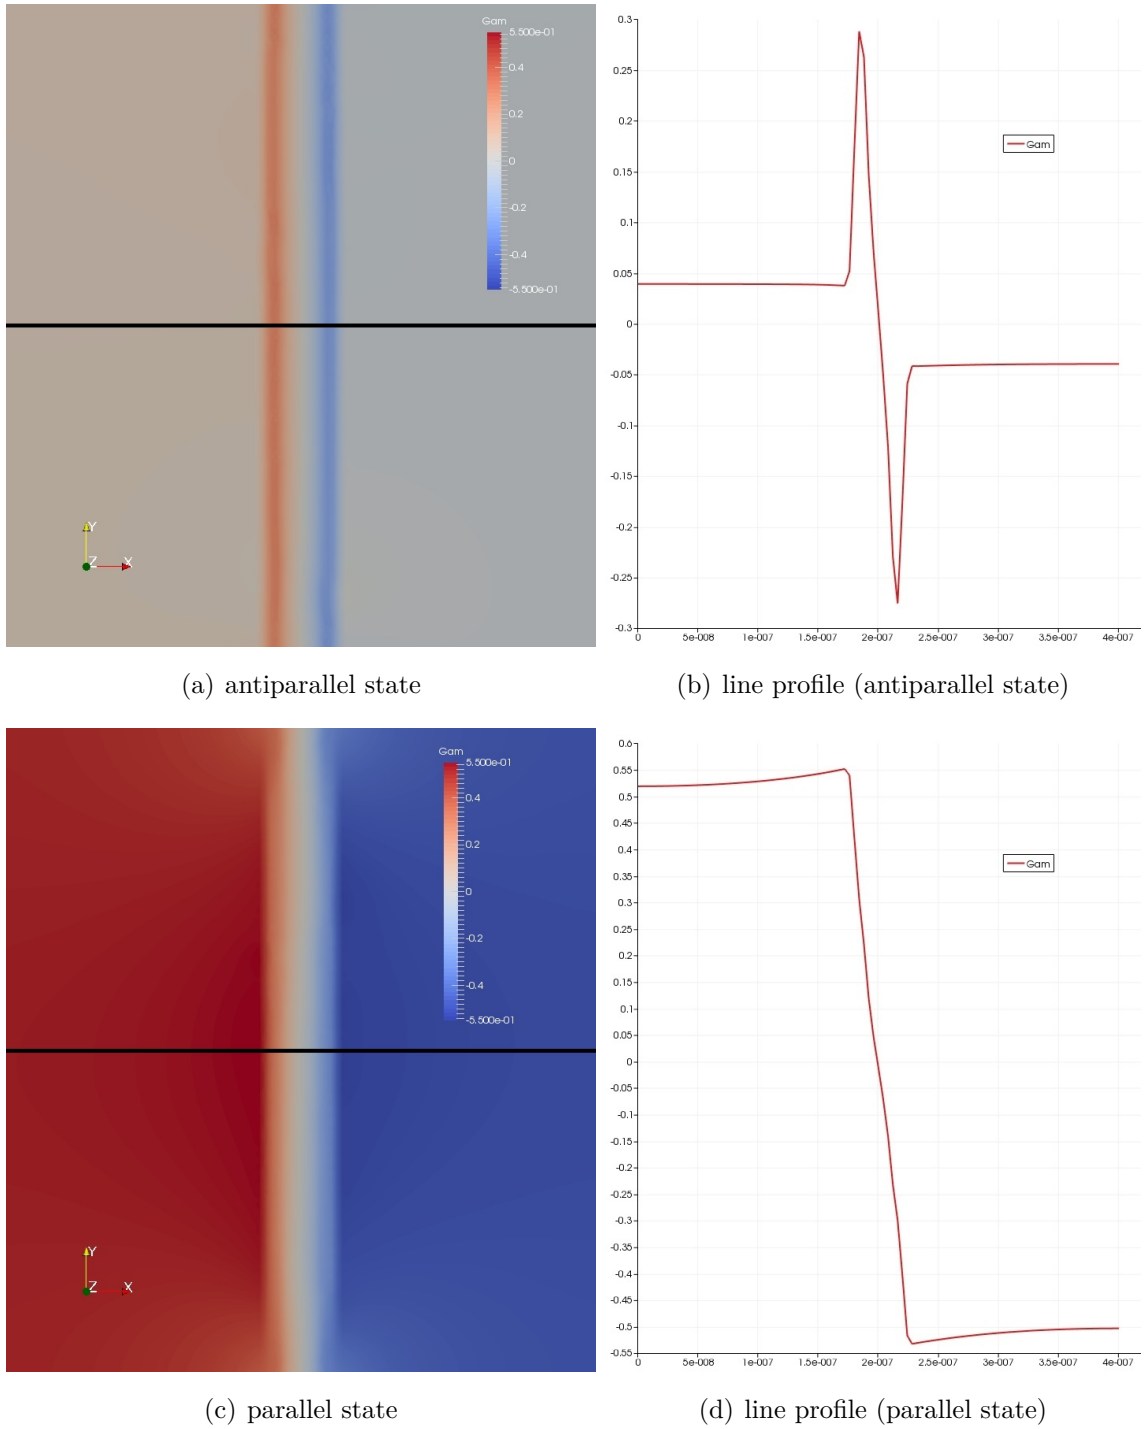 Gam
5.500e-01
0.4
0.2
0
-0.2
-0.4
-5.500e-01
Y
Z X
0.3
0.25
0.2
0.15
0.1
0.05
0
-0.05
-0.1
-0.15
-0.2
-0.25
-0.3
Gam
0 5e-008 1e-007 1.5e-007 2e-007 2.5e-007 3e-007 3.5e-007 4e-007
(a) antiparallel state
(b) line profile (antiparallel state)
Gam
5.500e-01
0.4
0.2
0
-0.2
-0.4
-5.500e-01
Y
Z X
0.6
0.55
0.5
0.45
0.4
0.35
0.3
0.25
0.2
0.15
0.1
0.05
0
-0.05
-0.1
-0.15
-0.2
-0.25
-0.3
-0.35
-0.4
-0.45
-0.5
-0.55
Gam
0 5e-008 1e-007 1.5e-007 2e-007 2.5e-007 3e-007 3.5e-007 4e-007
(c) parallel state
(d) line profile (parallel state)